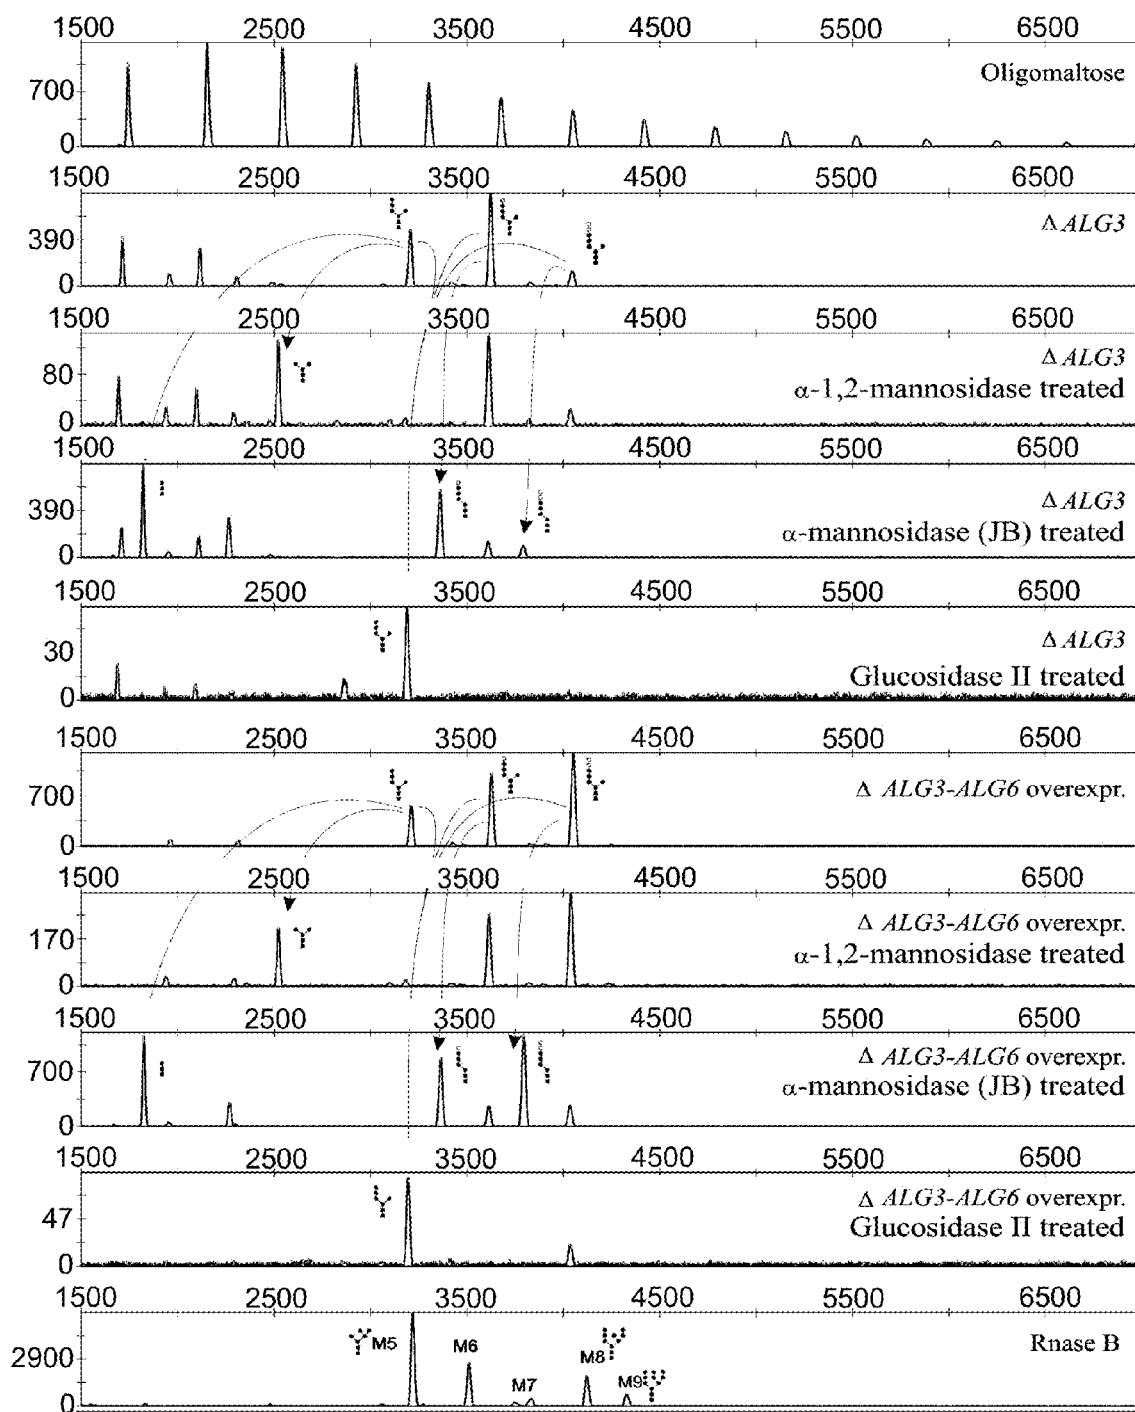 1500 2500 3500 4500 5500 6500
Oligomaltose
700
0
1500 2500 3500 4500 5500 6500
Δ ALG3
390
0
1500 2500 3500 4500 5500 6500
Δ ALG3
80
α-1,2-mannosidase treated
0
1500 2500 3500 4500 5500 6500
Δ ALG3
390
α-mannosidase (JB) treated
0
1500 2500 3500 4500 5500 6500
Δ ALG3
30
Glucosidase II treated
0
1500 2500 3500 4500 5500 6500
Δ ALG3-ALG6 overexpr.
700
0
1500 2500 3500 4500 5500 6500
Δ ALG3-ALG6 overexpr.
170
α-1,2-mannosidase treated
0
1500 2500 3500 4500 5500 6500
Δ ALG3-ALG6 overexpr.
700
α-mannosidase (JB) treated
0
1500 2500 3500 4500 5500 6500
Δ ALG3-ALG6 overexpr.
47
Glucosidase II treated
0
1500 2500 3500 4500 5500 6500
M5 M6 M8 Rnase B
2900
M7 M9
0